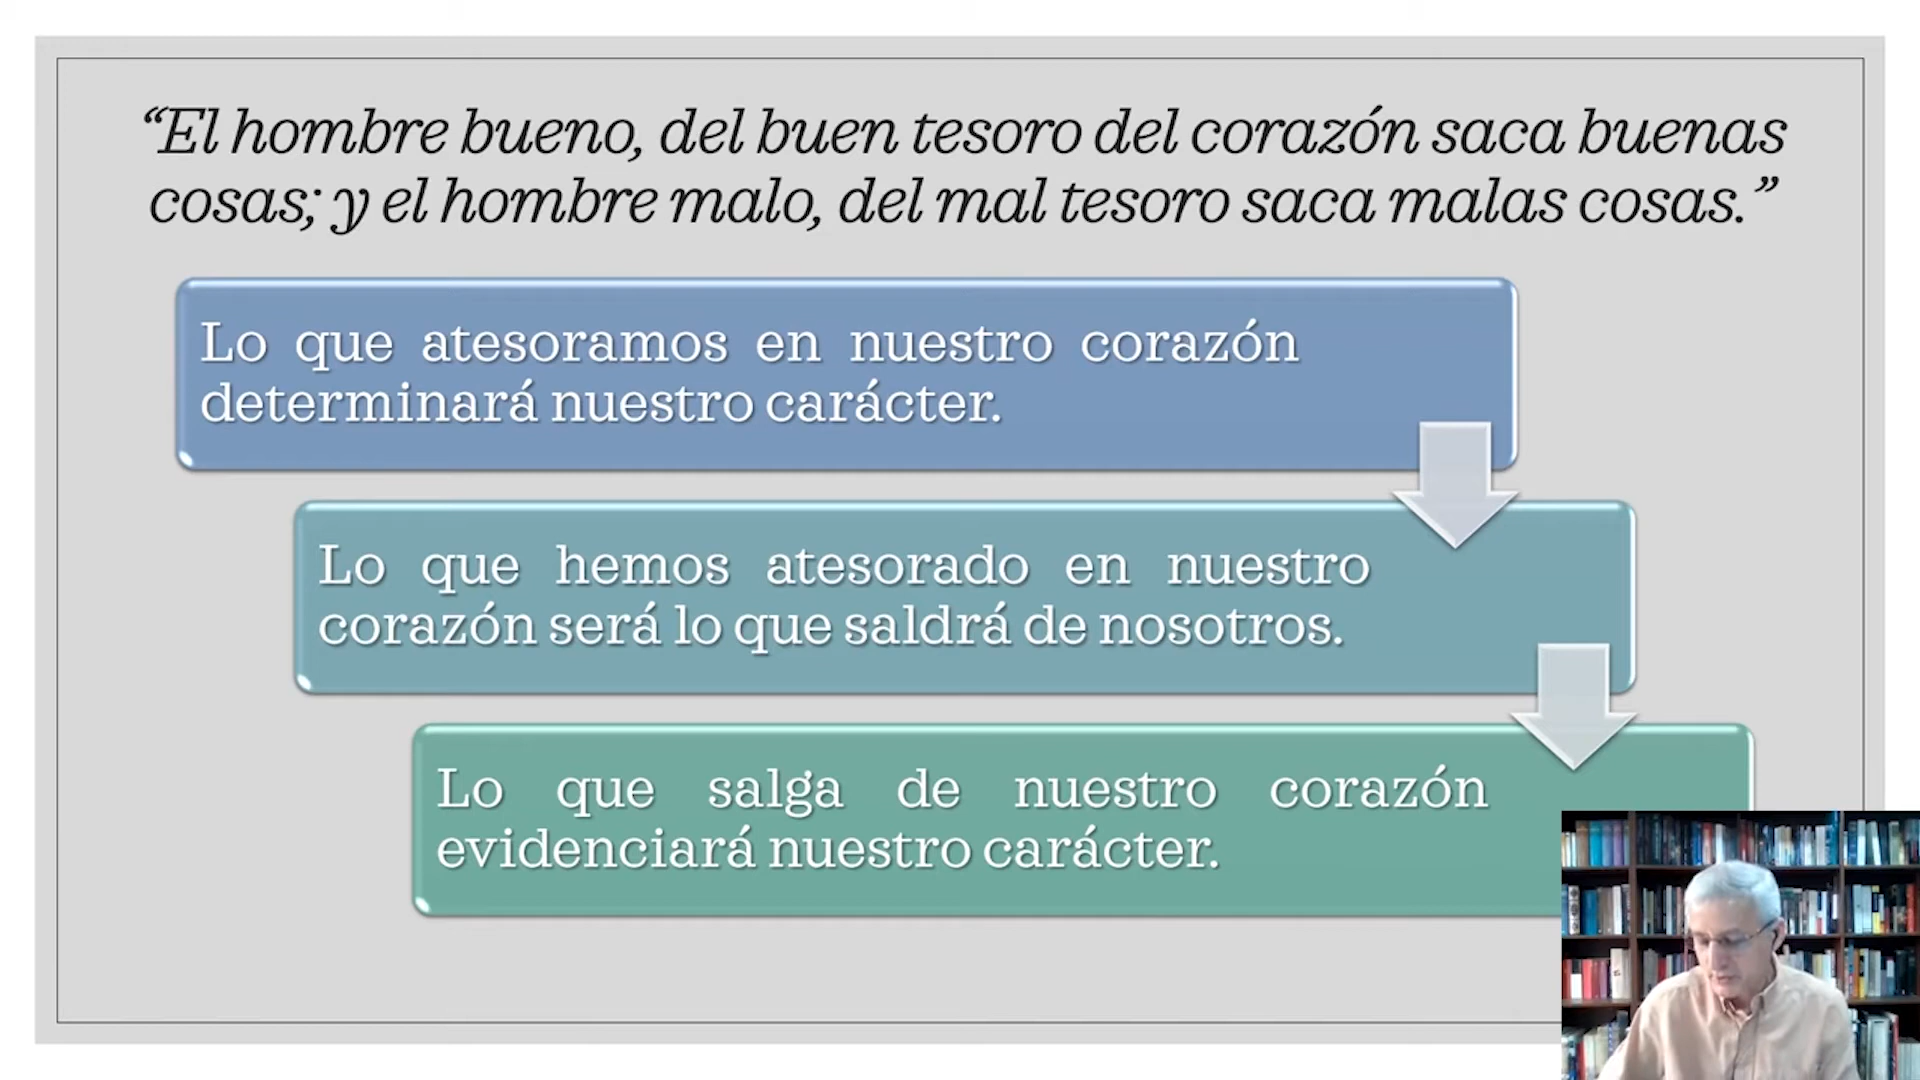 “El hombre bueno, del buen tesoro del corazón saca buenas
cosas; y el hombre malo, del mal tesoro saca malas cosas.”
Lo que atesoramos en nuestro corazón
determinará nuestro carácter.
Lo que hemos atesorado en nuestro
corazón será lo que saldrá de nosotros.
Lo que salga de nuestro corazón
evidenciará nuestro carácter.